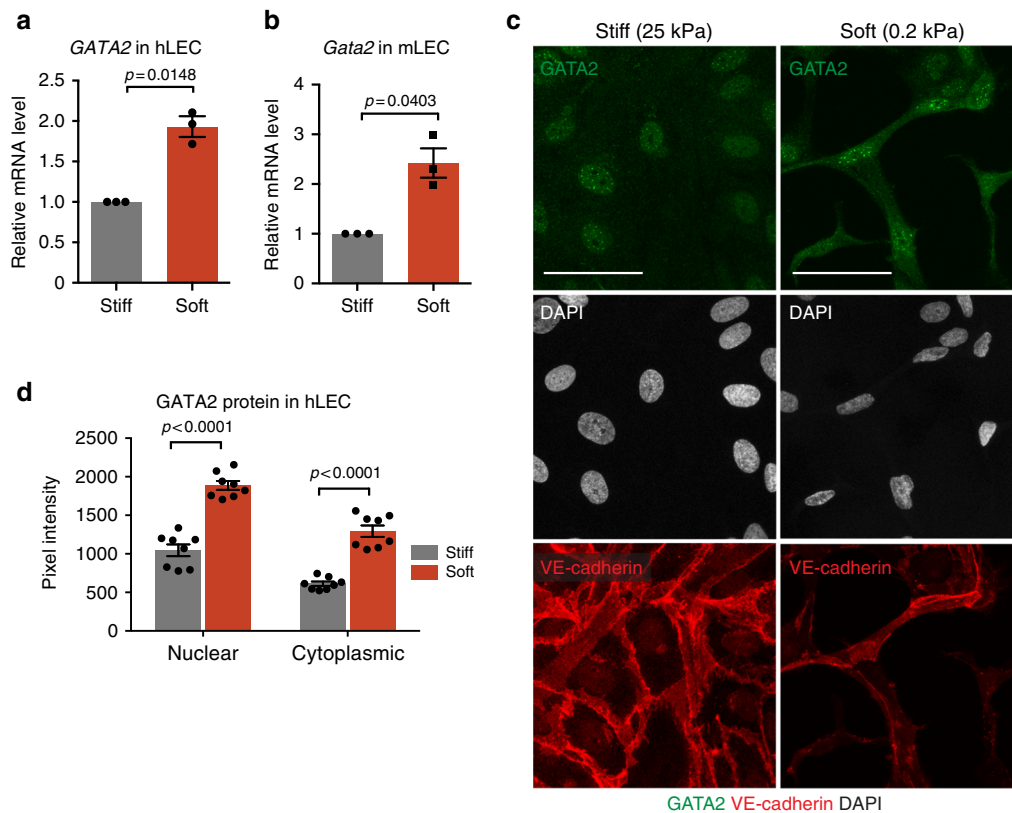 a
GATA2 in hLEC
p=0.0148
Relative mRNA level
2.5
2.0
1.5
1.0
0.5
0
Stiff Soft
b
Gata2 in mLEC
p=0.0403
Relative mRNA level
4
3
2
1
0
Stiff Soft
c
Stiff (25 kPa) Soft (0.2 kPa)
GATA2 GATA2
DAPI DAPI
VE-cadherin VE-cadherin
GATA2 VE-cadherin DAPI
d
GATA2 protein in hLEC
p<0.0001
p<0.0001
Pixel intensity
2500
2000
1500
1000
500
0
Nuclear Cytoplasmic
Stiff
Soft